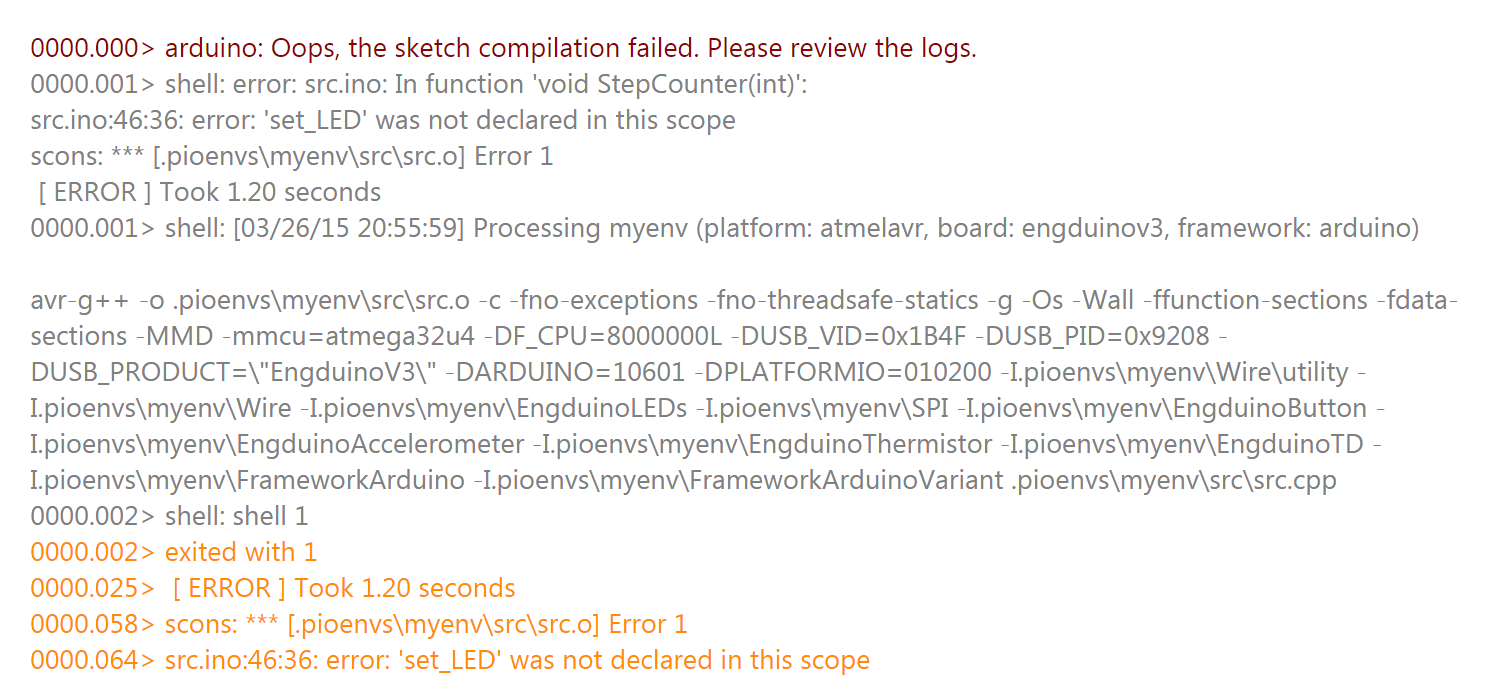 0000.000> arduino: Oops, the sketch compilation failed. Please review the logs.
0000.001> shell: error: src.ino: In function 'void StepCounter(int)':
src.ino:46:36: error: 'set_LED' was not declared in this scope
scons: *** [.pioenvs\myenv\src\src.o] Error 1
[ ERROR ] Took 1.20 seconds
0000.001> shell: [03/26/15 20:55:59] Processing myenv (platform: atmelavr, board: engduinov3, framework: arduino)
avr-g++ -o .pioenvs\myenv\src\src.o -c -fno-exceptions -fno-threadsafe-statics -g -Os -Wall -ffunction-sections -fdata-
sections -MMD -mmcu=atmega32u4 -DF_CPU=8000000L -DUSB_VID=0x1B4F -DUSB_PID=0x9208 -
DUSB_PRODUCT=\"EngduinoV3\" -DARDUINO=10601 -DPLATFORMIO=010200 -I.pioenvs\myenv\Wire\utility -
I.pioenvs\myenv\Wire -I.pioenvs\myenv\EngduinoLEDs -I.pioenvs\myenv\SPI -I.pioenvs\myenv\EngduinoButton -
I.pioenvs\myenv\EngduinoAccelerometer -I.pioenvs\myenv\EngduinoThermistor -I.pioenvs\myenv\EngduinoTD -
I.pioenvs\myenv\FrameworkArduino -I.pioenvs\myenv\FrameworkArduinoVariant .pioenvs\myenv\src\src.cpp
0000.002> shell: shell 1
0000.002> exited with 1
0000.025>  [ ERROR ] Took 1.20 seconds
0000.058> scons: *** [.pioenvs\myenv\src\src.o] Error 1
0000.064> src.ino:46:36: error: 'set_LED' was not declared in this scope